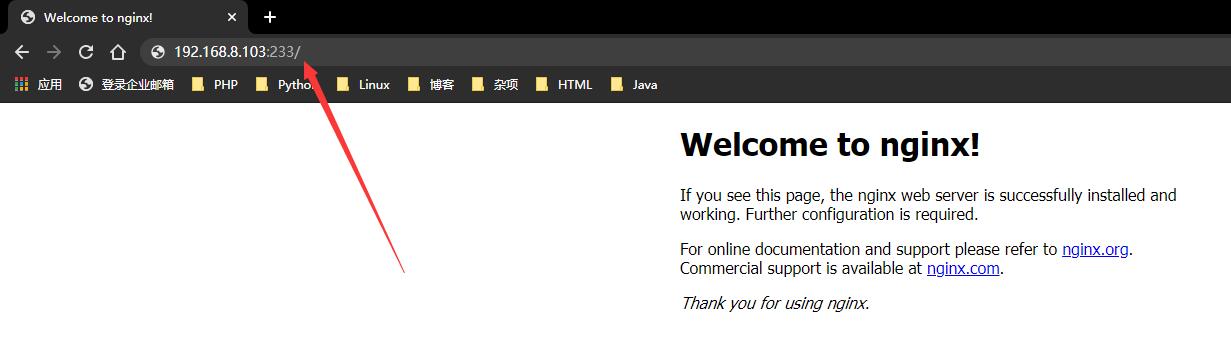 Welcome to nginx!
192.168.8.103:233/
应用 登录企业邮箱 PHP Python Linux 博客 杂项 HTML Java
Welcome to nginx!
If you see this page, the nginx web server is successfully installed and
working. Further configuration is required.
For online documentation and support please refer to nginx.org.
Commercial support is available at nginx.com.
Thank you for using nginx.